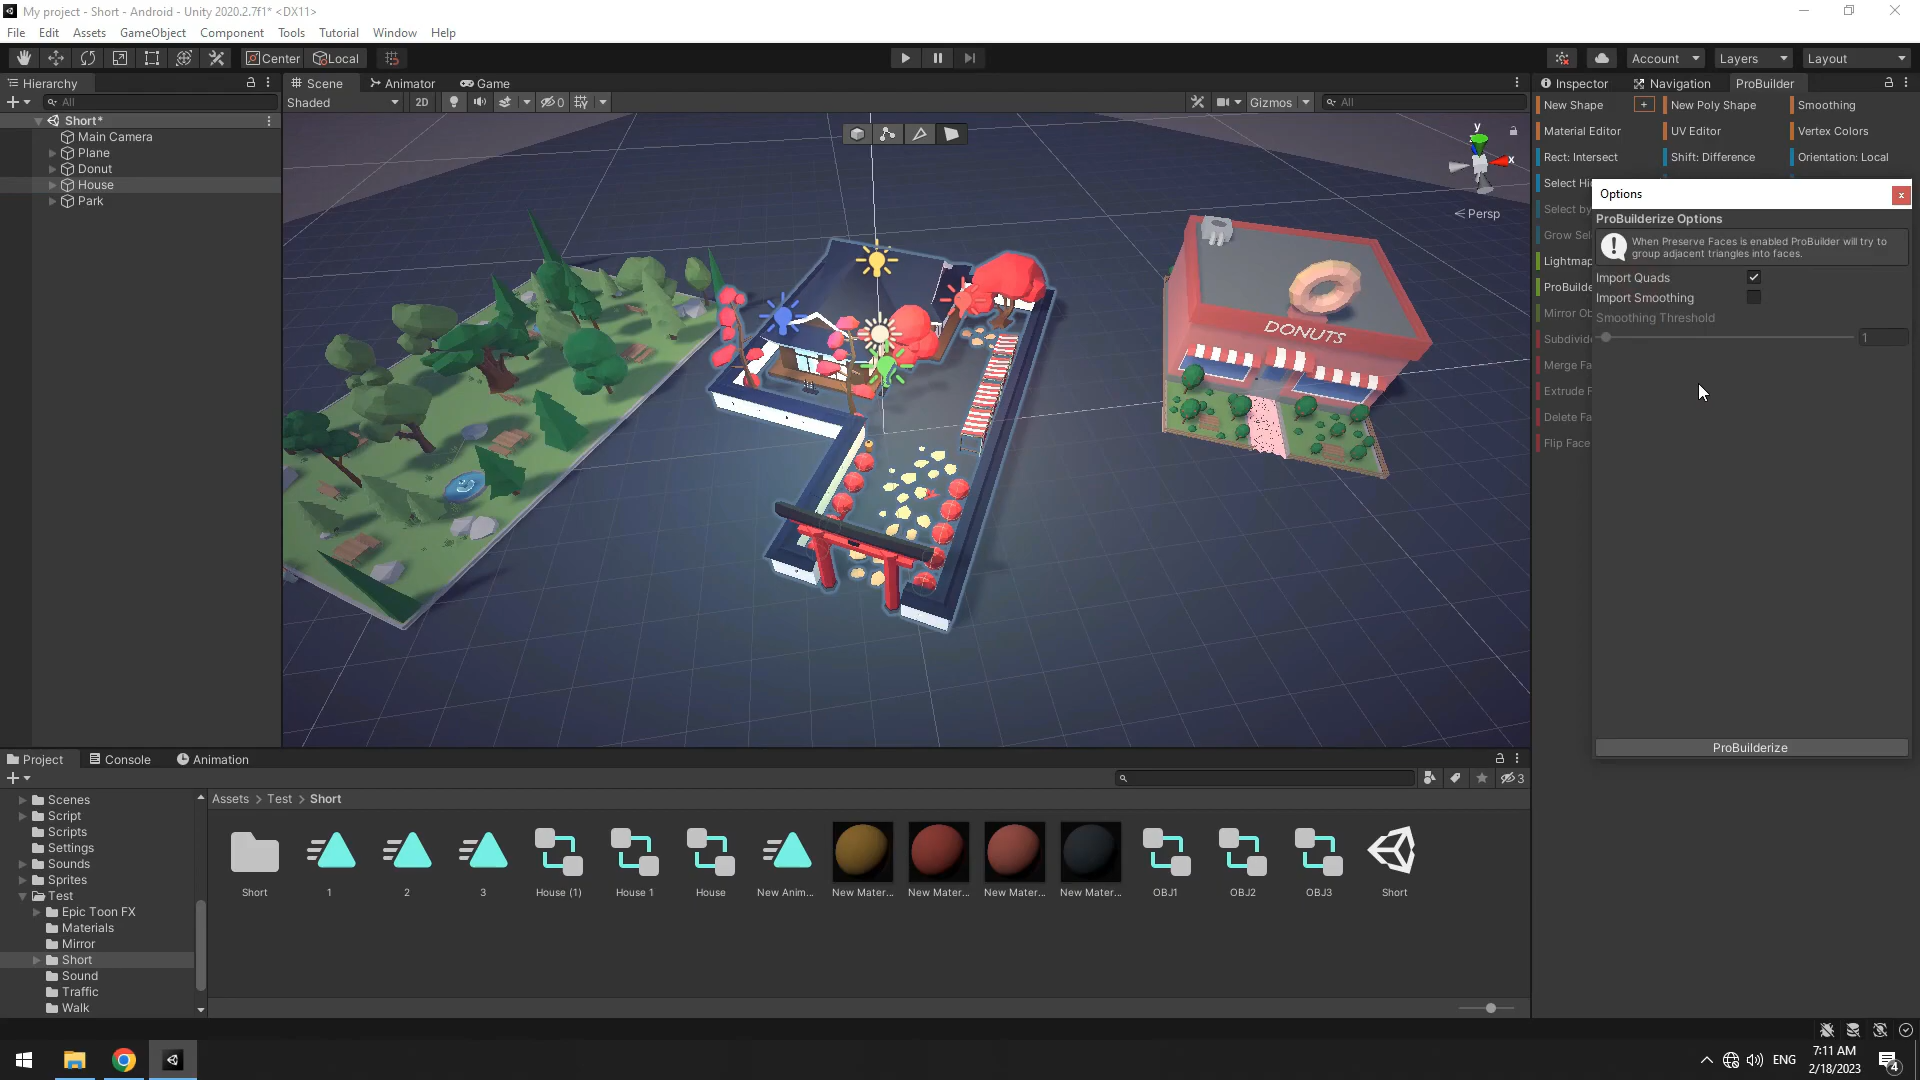 My project - Short - Android - Unity 2020.2.7f1* <DX11>
File Edit Assets GameObject Component Tools Tutorial Window Help
Center Local Account Layers Layout
Hierarchy
All
Short*
Main Camera
Plane
Donut
House
Park
Scene Animator Game
Shaded 2D 0 Gizmos All
y
x
Persp
DONUTS
Inspector Navigation ProBuilder
New Shape + New Poly Shape Smoothing
Material Editor UV Editor Vertex Colors
Rect: Intersect Shift: Difference Orientation: Local
Select Hi
Select by
Grow Sel
Lightmap
ProBuilde
Mirror Ob
Subdivid
Merge Fa
Extrude F
Delete Fa
Flip Face
Options x
ProBuilderize Options
When Preserve Faces is enabled ProBuilder will try to
group adjacent triangles into faces.
Import Quads
Import Smoothing
Smoothing Threshold
1
ProBuilderize
Project Console Animation
3
Scenes
Script
Scripts
Settings
Sounds
Sprites
Test
Epic Toon FX
Materials
Mirror
Short
Sound
Traffic
Walk
Assets > Test > Short
Short 1 2 3 House (1) House 1 House New Anim... New Mater... New Mater... New Mater... New Mater... OBJ1 OBJ2 OBJ3 Short
ENG
7:11 AM
2/18/2023
4